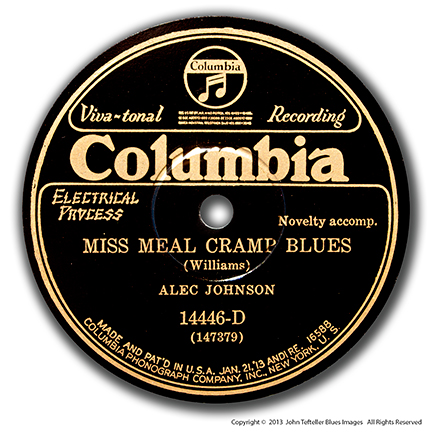 Columbia
Viva-tonal Recording
Columbia
ELECTRICAL
PROCESS
Novelty accomp.
MISS MEAL CRAMP BLUES
(Williams)
ALEC JOHNSON
14446-D
(147379)
MADE AND PAT'D IN U.S.A. JAN. 21, '13 AND RE. 16588
COLUMBIA PHONOGRAPH COMPANY, INC., NEW YORK, U. S.
Copyright © 2013 John Tefteller Blues Images All Rights Reserved